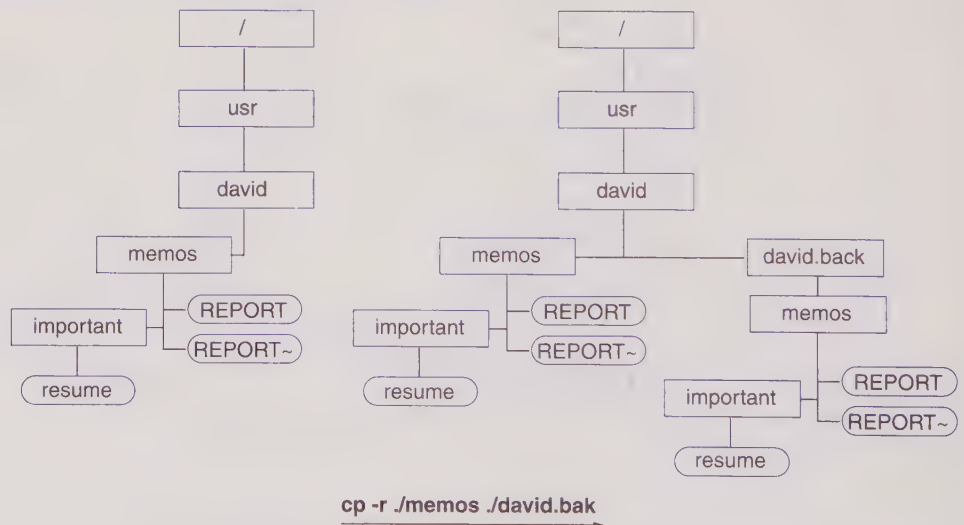 /
usr
david
memos
REPORT
important
REPORT~
resume
/
usr
david
memos
david.back
REPORT
important
REPORT~
resume
memos
REPORT
important
REPORT~
resume
cp -r ./memos ./david.bak